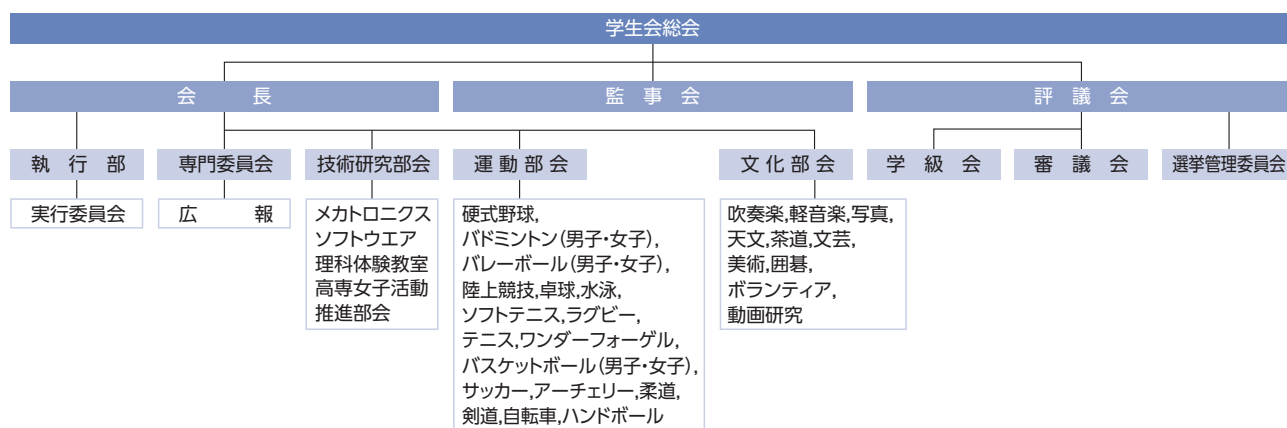 学生会総会
会長
監事会
評議会
執行部
専門委員会
技術研究部会
運動部会
文化部会
学級会
審議会
選挙管理委員会
実行委員会
広報
メカトロニクス
ソフトウエア
理科体験教室
高専女子活動
推進部会
硬式野球,
バドミントン(男子・女子),
バレーボール(男子・女子),
陸上競技,卓球,水泳,
ソフトテニス,ラグビー,
テニス,ワンダーフォーゲル,
バスケットボール(男子・女子),
サッカー,アーチェリー,柔道,
剣道,自転車,ハンドボール
吹奏楽,軽音楽,写真,
天文,茶道,文芸,
美術,囲碁,
ボランティア,
動画研究